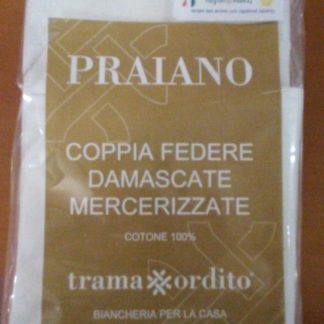 PRAIANO
COPPIA FEDERE
DAMASCATE
MERCERIZZATE
COTONE 100%
trama ordito®
BIANCHERIA PER LA CASA